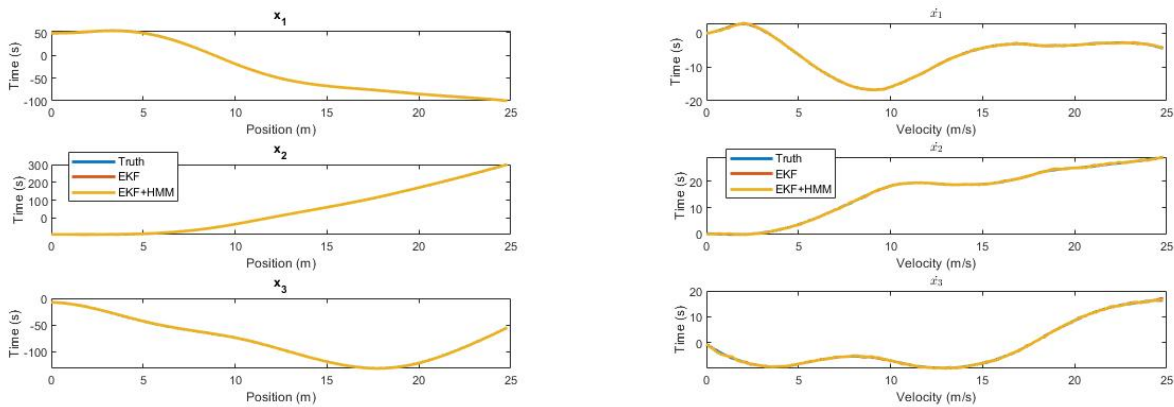 x1
50
0
-50
-100
Time (s)
0 5 10 15 20 25
Position (m)
x2
300
200
100
0
Time (s)
Truth
EKF
EKF+HMM
0 5 10 15 20 25
Position (m)
x3
0
-50
-100
Time (s)
0 5 10 15 20 25
Position (m)
ẋ1
0
-10
-20
Time (s)
0 5 10 15 20 25
Velocity (m/s)
ẋ2
20
10
0
Time (s)
Truth
EKF
EKF+HMM
0 5 10 15 20 25
Velocity (m/s)
ẋ3
20
10
0
Time (s)
0 5 10 15 20 25
Velocity (m/s)